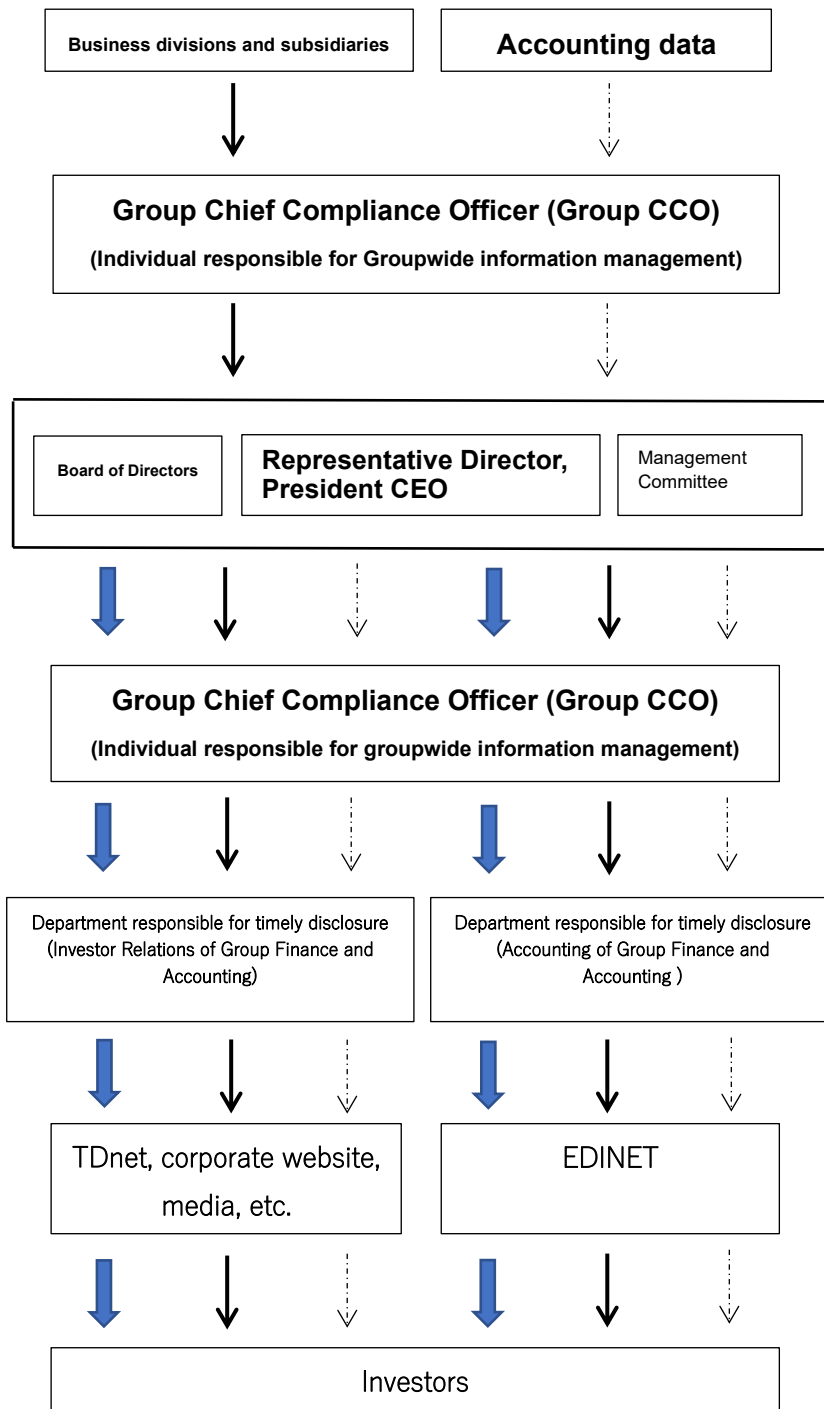 Business divisions and subsidiaries
Accounting data
Group Chief Compliance Officer (Group CCO)
(Individual responsible for Groupwide information management)
Board of Directors
Representative Director,
President CEO
Management
Committee
Group Chief Compliance Officer (Group CCO)
(Individual responsible for groupwide information management)
Department responsible for timely disclosure
(Investor Relations of Group Finance and
Accounting)
Department responsible for timely disclosure
(Accounting of Group Finance and
Accounting )
TDnet, corporate website,
media, etc.
EDINET
Investors